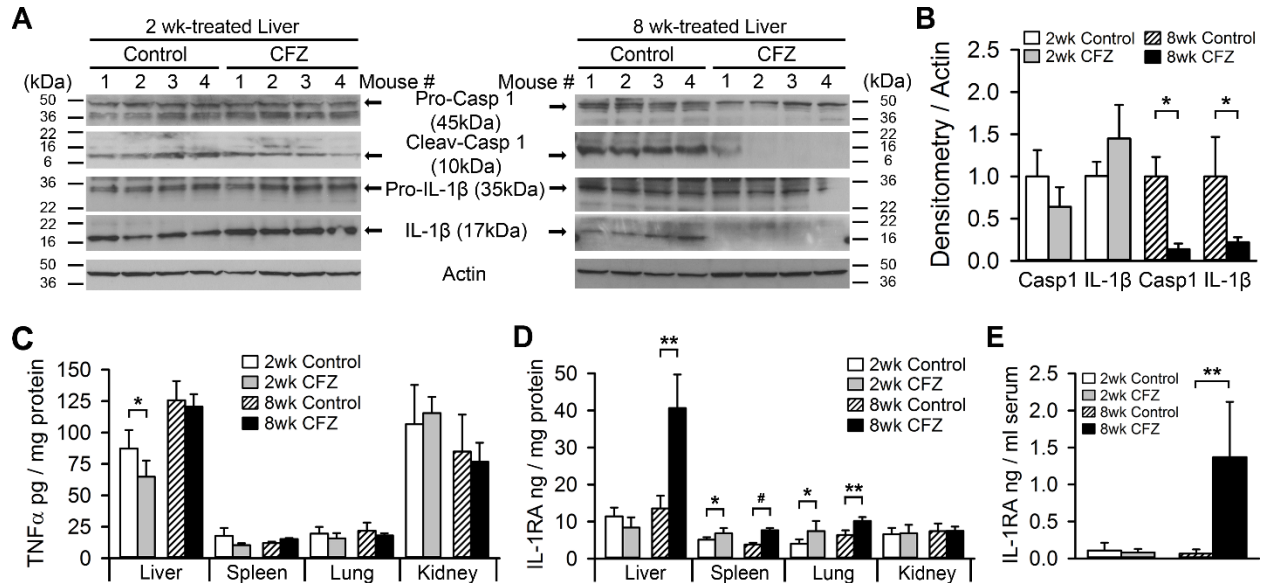 A
2 wk-treated Liver
8 wk-treated Liver
Control CFZ
Control CFZ
(kDa) 1 2 3 4 1 2 3 4 Mouse #
Mouse # 1 2 3 4 1 2 3 4 (kDa)
50
36
Pro-Casp 1
(45kDa)
50
36
22
16
6
Cleav-Casp 1
(10kDa)
22
16
6
36
22
Pro-IL-1β (35kDa)
36
22
22
16
IL-1β (17kDa)
22
16
50
36
Actin
50
36
B
2wk Control
2wk CFZ
8wk Control
8wk CFZ
Densitometry / Actin
2.5
2.0
1.5
1.0
0.5
0.0
* *
Casp1 IL-1β Casp1 IL-1β
C
2wk Control
2wk CFZ
8wk Control
8wk CFZ
TNFα pg / mg protein
150
125
100
75
50
25
0
*
Liver Spleen Lung Kidney
D
2wk Control
2wk CFZ
8wk Control
8wk CFZ
IL-1RA ng / mg protein
50
40
30
20
10
0
**
* # * **
Liver Spleen Lung Kidney
E
2wk Control
2wk CFZ
8wk Control
8wk CFZ
IL-1RA ng / ml serum
2.5
2.0
1.5
1.0
0.5
0.0
**